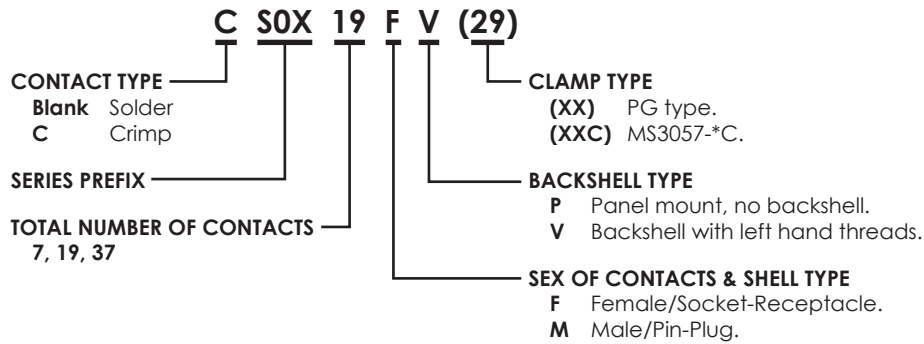 C S0X 19 F V (29)
CONTACT TYPE
Blank Solder
C Crimp
SERIES PREFIX
TOTAL NUMBER OF CONTACTS
7, 19, 37
CLAMP TYPE
(XX) PG type.
(XXC) MS3057-*C.
BACKSHELL TYPE
P Panel mount, no backshell.
V Backshell with left hand threads.
SEX OF CONTACTS & SHELL TYPE
F Female/Socket-Receptacle.
M Male/Pin-Plug.